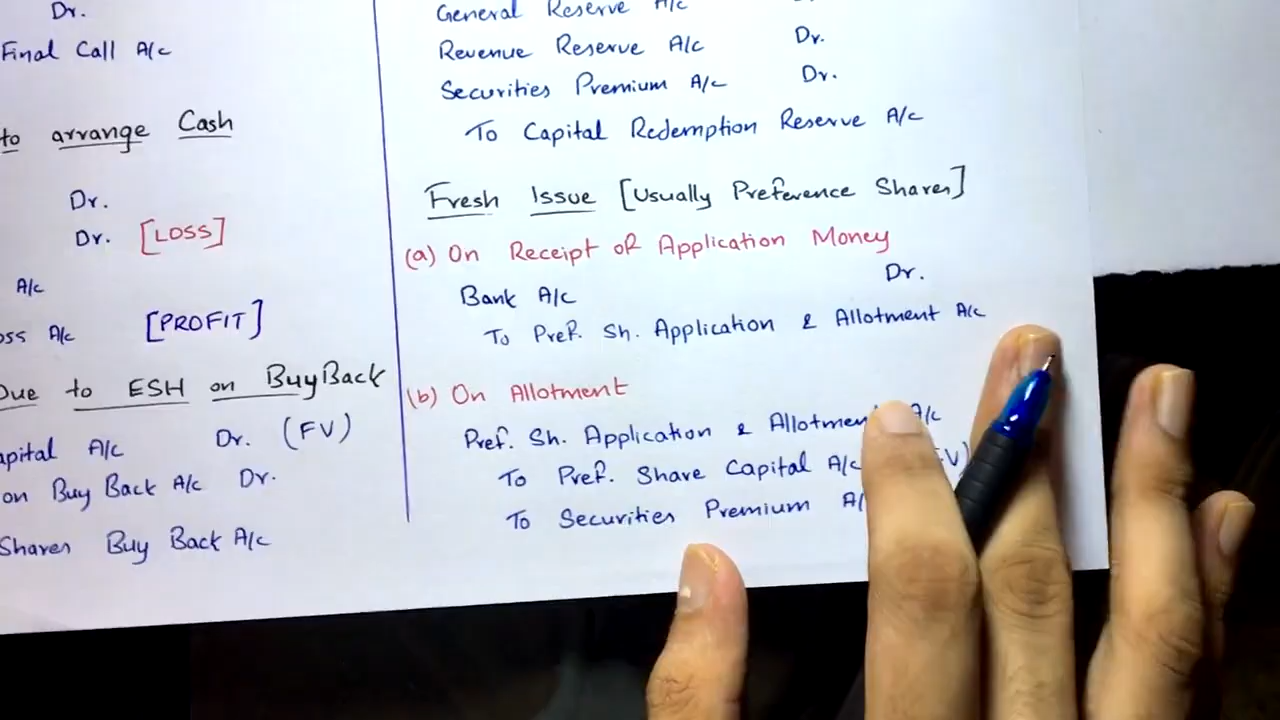 Dr.
Final Call A/c
to arrange Cash
Dr.
Dr. [LOSS]
A/c
A/c [PROFIT]
Due to ESH on BuyBack
A/c Dr. (FV)
on Buy Back A/c Dr.
Shares Buy Back A/c
General Reserve A/c
Revenue Reserve A/c Dr.
Securities Premium A/c Dr.
To Capital Redemption Reserve A/c
Fresh Issue [Usually Preference Shares]
(a) On Receipt of Application Money
Bank A/c Dr.
To Pref. Sh. Application & Allotment A/c
(b) On Allotment
Pref. Sh. Application & Allotment A/c
To Pref. Share Capital A/c
To Securities Premium